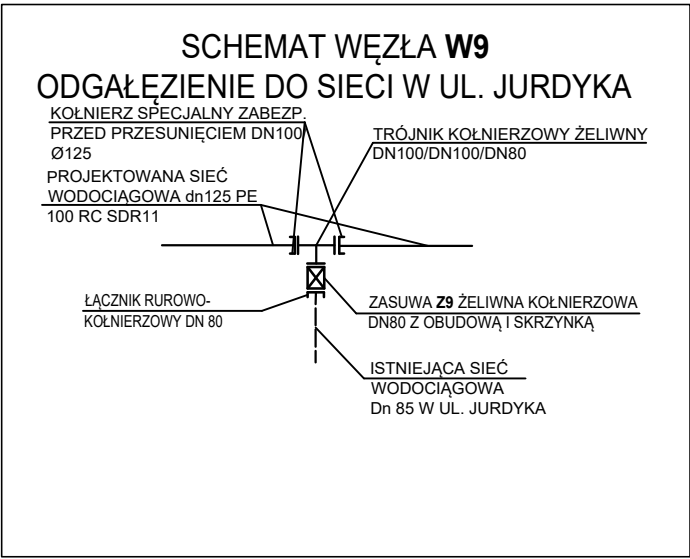 SCHEMAT WĘZŁA W9
ODGAŁĘZIENIE DO SIECI W UL. JURDYKA
KOŁNIERZ SPECJALNY ZABEZP.
PRZED PRZESUNIĘCIEM DN100
Ø125
TRÓJNIK KOŁNIERZOWY ŻELIWNY
DN100/DN100/DN80
PROJEKTOWANA SIEĆ
WODOCIĄGOWA dn125 PE
100 RC SDR11
ŁĄCZNIK RUROWO-
KOŁNIERZOWY DN 80
ZASUWA Z9 ŻELIWNA KOŁNIERZOWA
DN80 Z OBUDOWĄ I SKRZYNKĄ
ISTNIEJĄCA SIEĆ
WODOCIĄGOWA
Dn 85 W UL. JURDYKA